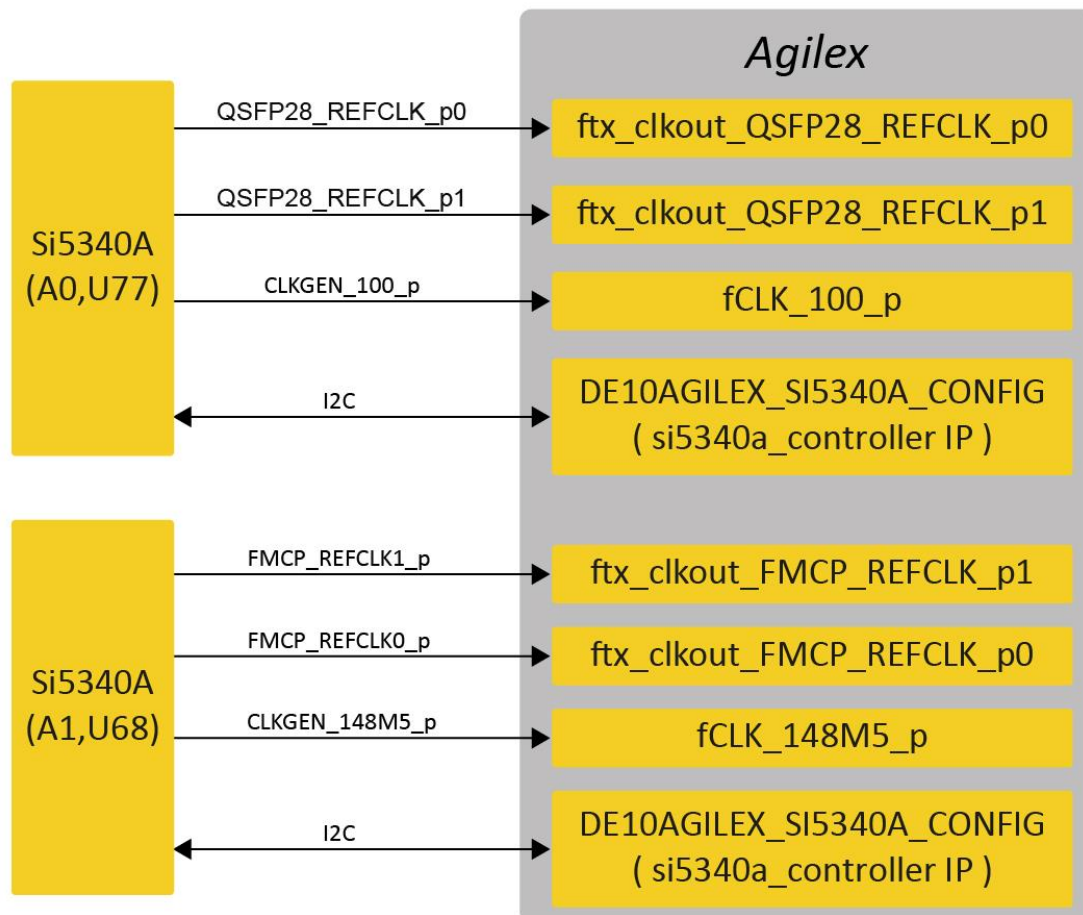 Agilex
Si5340A
(A0,U77)
QSFP28_REFCLK_p0
ftx_clkout_QSFP28_REFCLK_p0
QSFP28_REFCLK_p1
ftx_clkout_QSFP28_REFCLK_p1
CLKGEN_100_p
fCLK_100_p
I2C
DE10AGILEX_SI5340A_CONFIG
( si5340a_controller IP )
Si5340A
(A1,U68)
FMCP_REFCLK1_p
ftx_clkout_FMCP_REFCLK_p1
FMCP_REFCLK0_p
ftx_clkout_FMCP_REFCLK_p0
CLKGEN_148M5_p
fCLK_148M5_p
I2C
DE10AGILEX_SI5340A_CONFIG
( si5340a_controller IP )